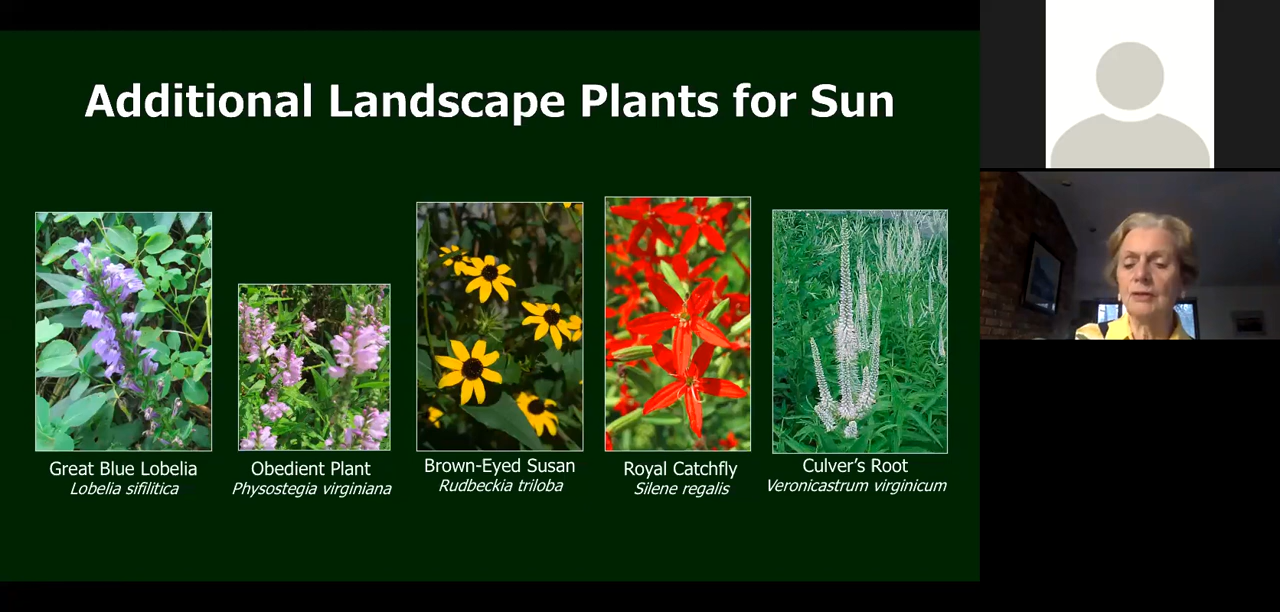 Additional Landscape Plants for Sun
Great Blue Lobelia
Lobelia sifilitica
Obedient Plant
Physostegia virginiana
Brown-Eyed Susan
Rudbeckia triloba
Royal Catchfly
Silene regalis
Culver's Root
Veronicastrum virginicum